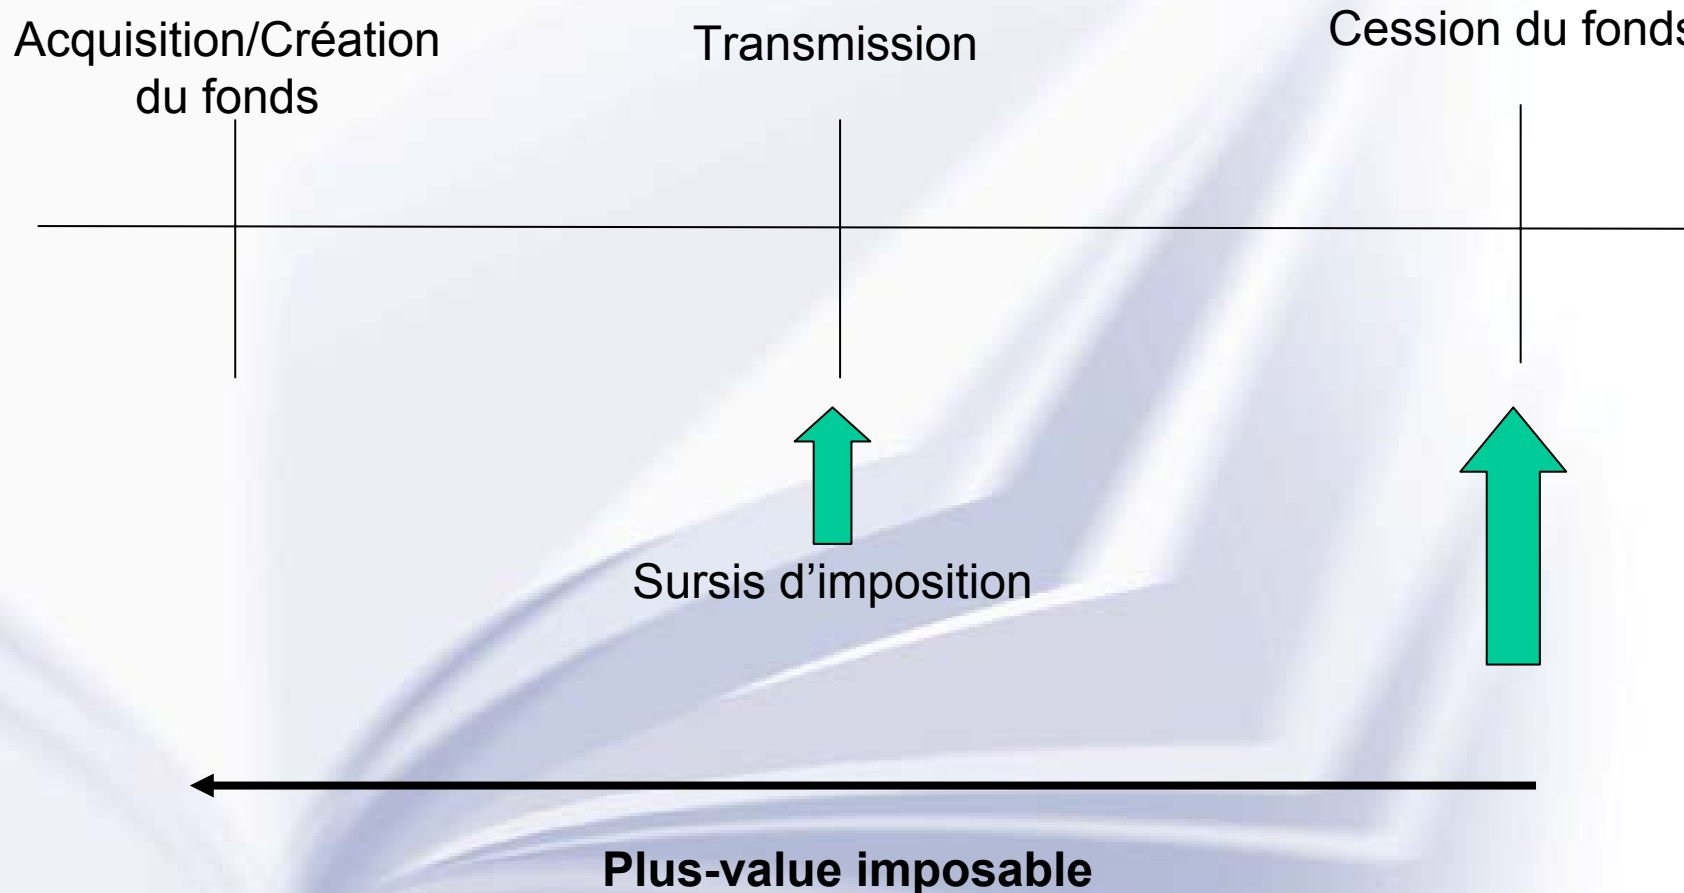 Acquisition/Création
du fonds
Transmission
Cession du fonds
Sursis d’imposition
Plus-value imposable